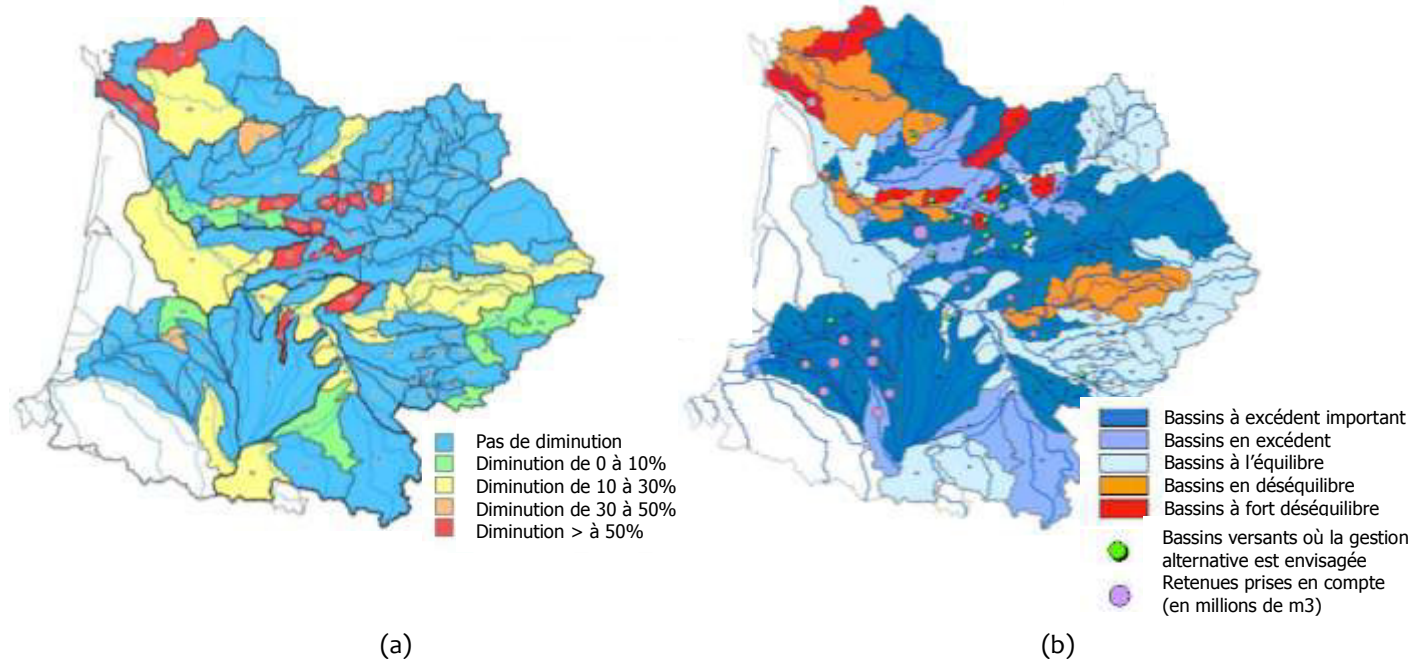 Pas de diminution
Diminution de 0 à 10%
Diminution de 10 à 30%
Diminution de 30 à 50%
Diminution > à 50%
Bassins à excédent important
Bassins en excédent
Bassins à l'équilibre
Bassins en déséquilibre
Bassins à fort déséquilibre
Bassins versants où la gestion
alternative est envisagée
Retenues prises en compte
(en millions de m3)
(a)
(b)